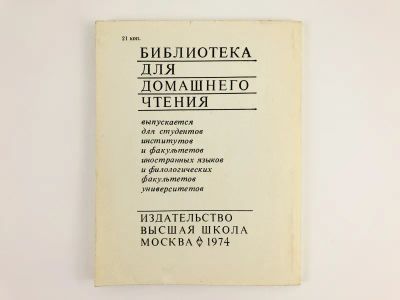 21 коп.
БИБЛИОТЕКА
ДЛЯ
ДОМАШНЕГО
ЧТЕНИЯ
выпускается
для студентов
институтов
и факультетов
иностранных языков
и филологических
факультетов
университетов
ИЗДАТЕЛЬСТВО
ВЫСШАЯ ШКОЛА
МОСКВА 1974